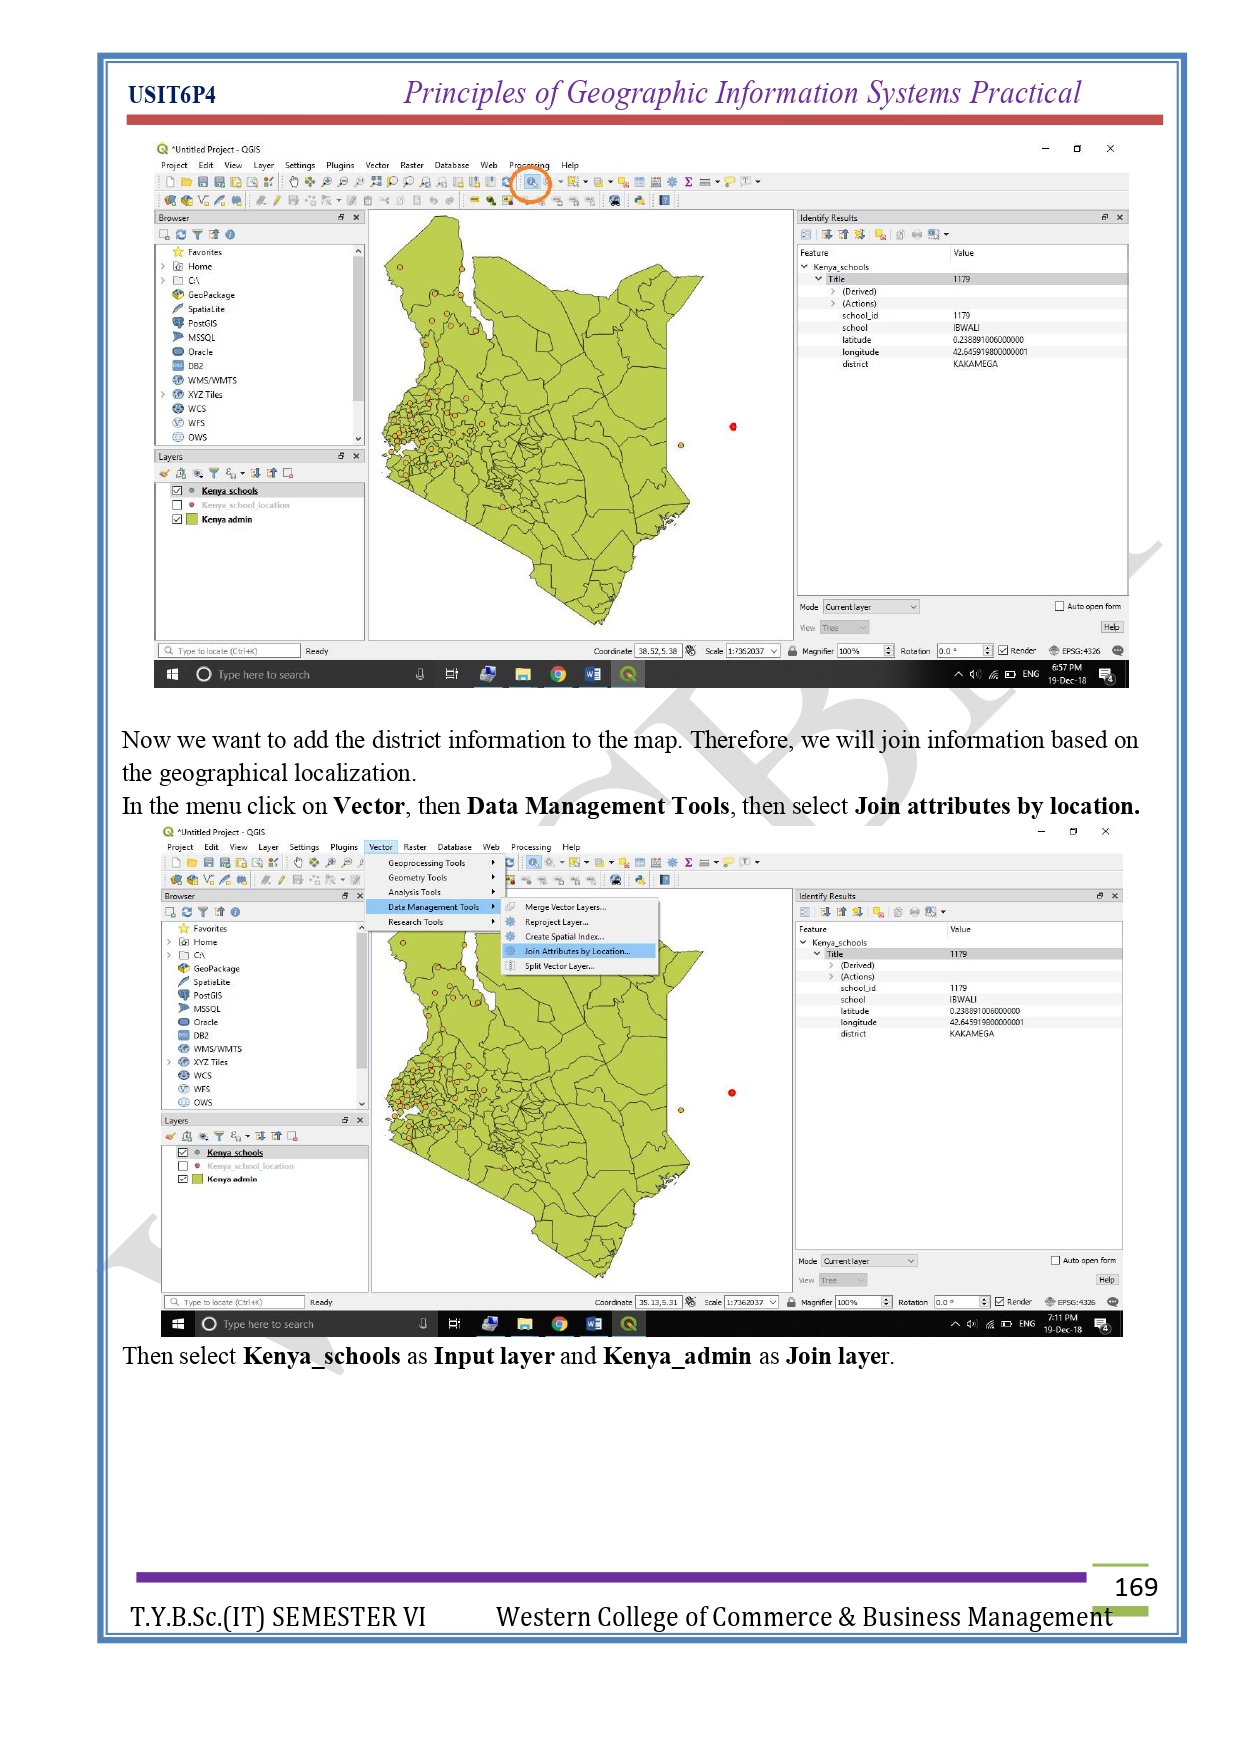 USIT6P4 Principles of Geographic Information Systems Practical
*Untitled Project - QGIS
Project Edit View Layer Settings Plugins Vector Raster Database Web Processing Help
Browser
Favorites
Home
C:\
GeoPackage
SpatiaLite
PostGIS
MSSQL
Oracle
DB2
WMS/WMTS
XYZ Tiles
WCS
WFS
OWS
Layers
Kenya schools
Kenya_school_location
Kenya admin
Identify Results
Feature Value
Kenya_schools
Title 1179
(Derived)
(Actions)
school_id 1179
school IBWALI
latitude 0.238891006000000
longitude 42.645919800000001
district KAKAMEGA
Mode Current layer Auto open form
View Tree Help
Type to locate (Ctrl+K) Ready Coordinate 38.52,5.38 Scale 1:7362037 Magnifier 100% Rotation 0.0 ° Render EPSG:4326
Type here to search ENG 6:57 PM
19-Dec-18 4
Now we want to add the district information to the map. Therefore, we will join information based on
the geographical localization.
In the menu click on Vector, then Data Management Tools, then select Join attributes by location.
*Untitled Project - QGIS
Project Edit View Layer Settings Plugins Vector Raster Database Web Processing Help
Geoprocessing Tools
Geometry Tools
Analysis Tools
Data Management Tools
Research Tools
Merge Vector Layers...
Reproject Layer...
Create Spatial Index...
Join Attributes by Location...
Split Vector Layer...
Browser
Favorites
Home
C:\
GeoPackage
SpatiaLite
PostGIS
MSSQL
Oracle
DB2
WMS/WMTS
XYZ Tiles
WCS
WFS
OWS
Layers
Kenya schools
Kenya_school_location
Kenya admin
Identify Results
Feature Value
Kenya_schools
Title 1179
(Derived)
(Actions)
school_id 1179
school IBWALI
latitude 0.238891006000000
longitude 42.645919800000001
district KAKAMEGA
Mode Current layer Auto open form
View Tree Help
Type to locate (Ctrl+K) Ready Coordinate 35.13,5.31 Scale 1:7362037 Magnifier 100% Rotation 0.0 ° Render EPSG:4326
Type here to search ENG 7:11 PM
19-Dec-18 4
Then select Kenya_schools as Input layer and Kenya_admin as Join layer.
169
T.Y.B.Sc.(IT) SEMESTER VI Western College of Commerce & Business Management